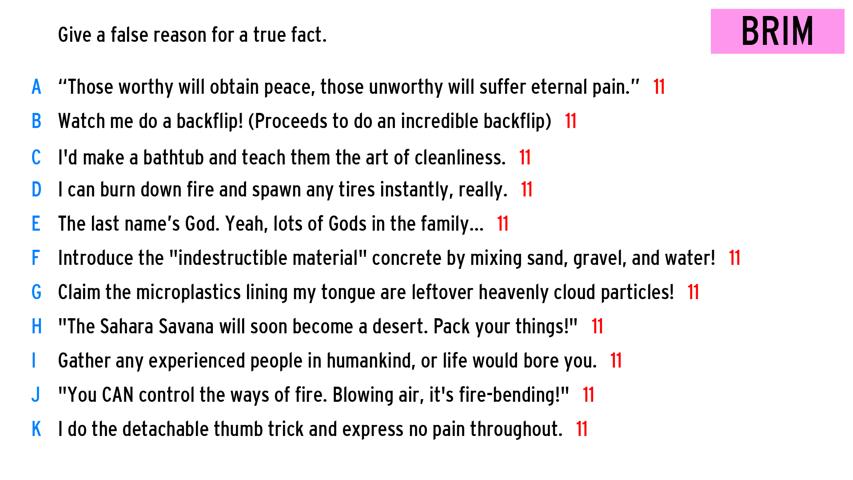 Give a false reason for a true fact.
BRIM
A “Those worthy will obtain peace, those unworthy will suffer eternal pain.” 11
B Watch me do a backflip! (Proceeds to do an incredible backflip) 11
C I'd make a bathtub and teach them the art of cleanliness. 11
D I can burn down fire and spawn any tires instantly, really. 11
E The last name’s God. Yeah, lots of Gods in the family... 11
F Introduce the "indestructible material" concrete by mixing sand, gravel, and water! 11
G Claim the microplastics lining my tongue are leftover heavenly cloud particles! 11
H "The Sahara Savana will soon become a desert. Pack your things!" 11
I Gather any experienced people in humankind, or life would bore you. 11
J "You CAN control the ways of fire. Blowing air, it's fire-bending!" 11
K I do the detachable thumb trick and express no pain throughout. 11